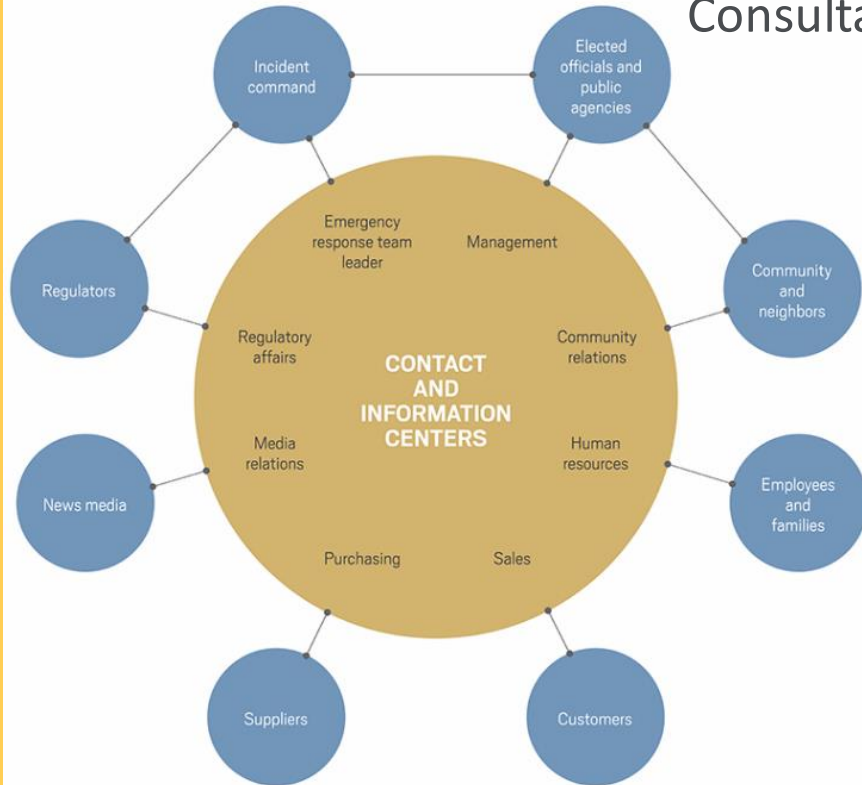 Incident
command
Elected
officials and
public
agencies
Emergency
response team
leader
Management
Regulators
Community
and
neighbors
Regulatory
affairs
Community
relations
CONTACT
AND
INFORMATION
CENTERS
Media
relations
Human
resources
News media
Employees
and
families
Purchasing
Sales
Suppliers
Customers